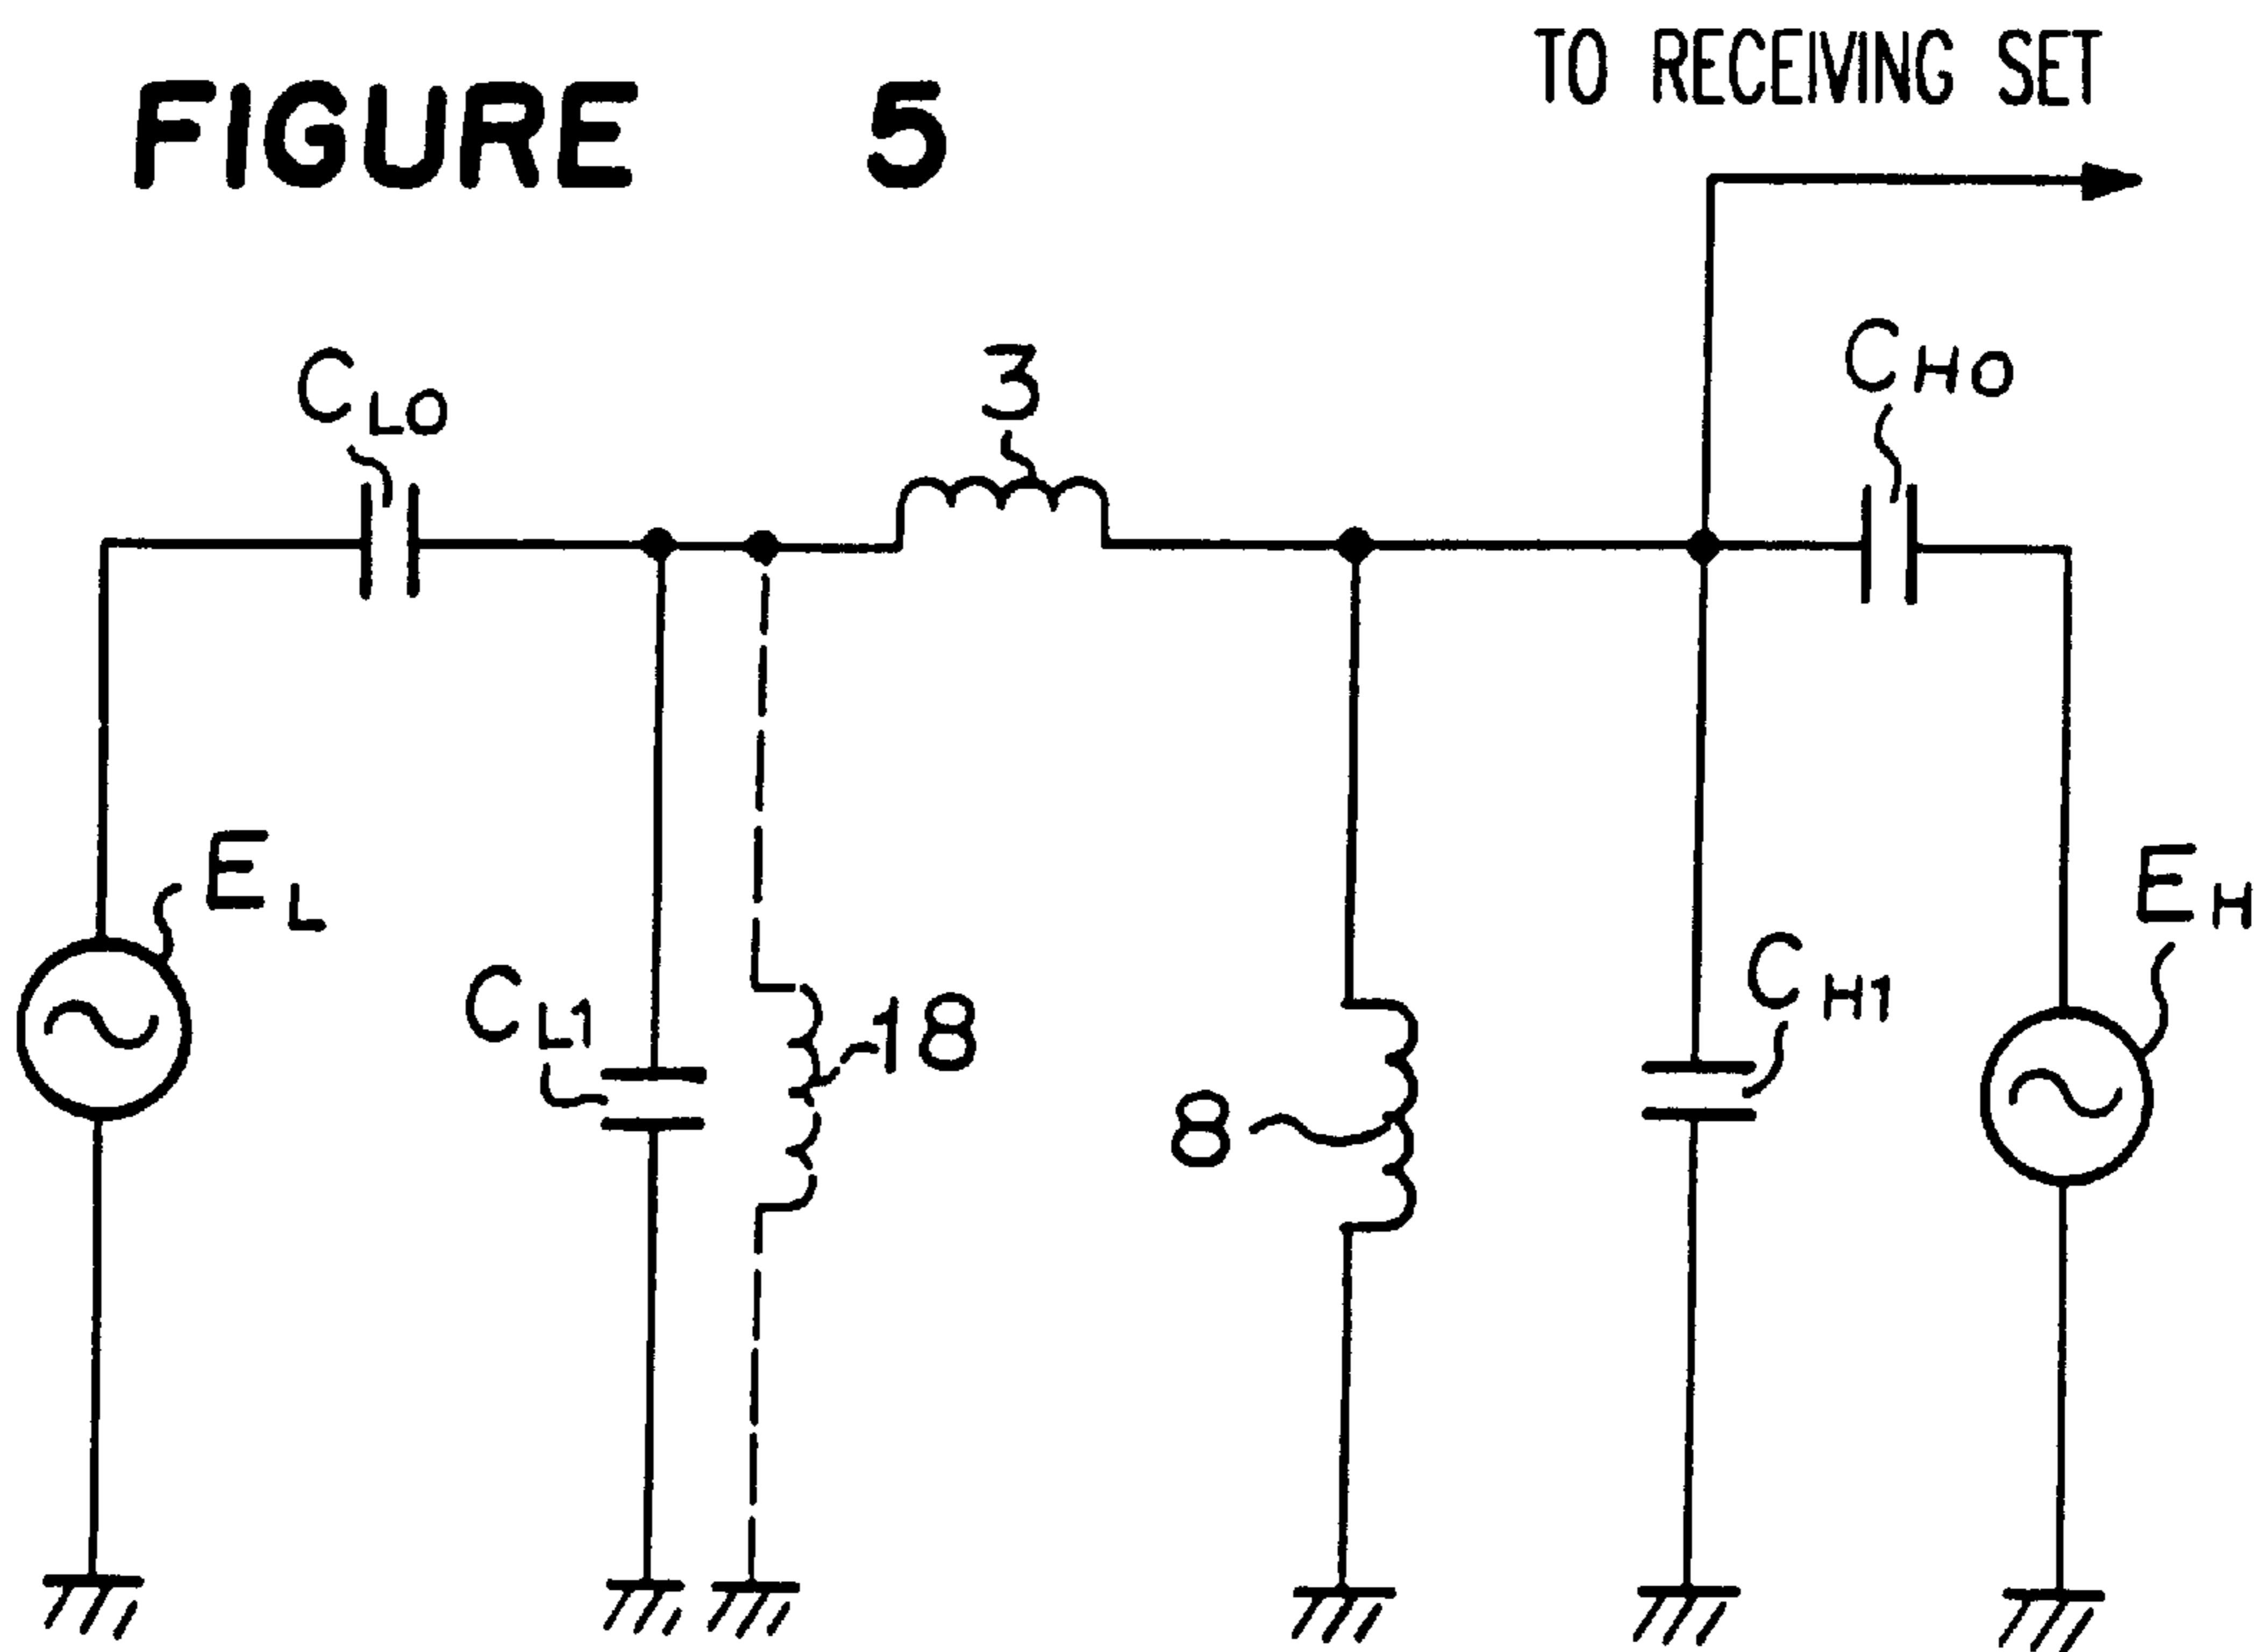 FIGURE 5
TO RECEIVING SET
CLO
3
CHO
EL
EH
CL1
18
CH1
8